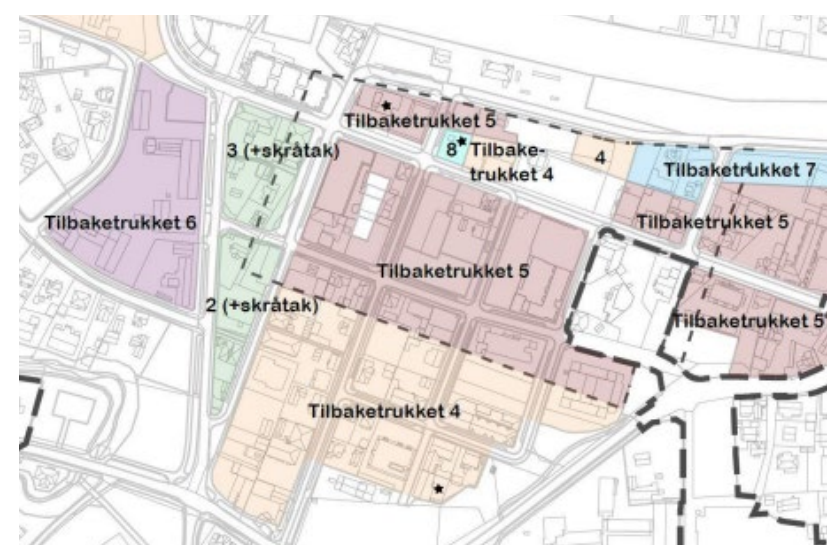 Tilbaketrukket 5
3 (+skråtak)
8
Tilbake-
trukket 4
4
Tilbaketrukket 7
Tilbaketrukket 6
Tilbaketrukket 5
Tilbaketrukket 5
2 (+skråtak)
Tilbaketrukket 5
Tilbaketrukket 4